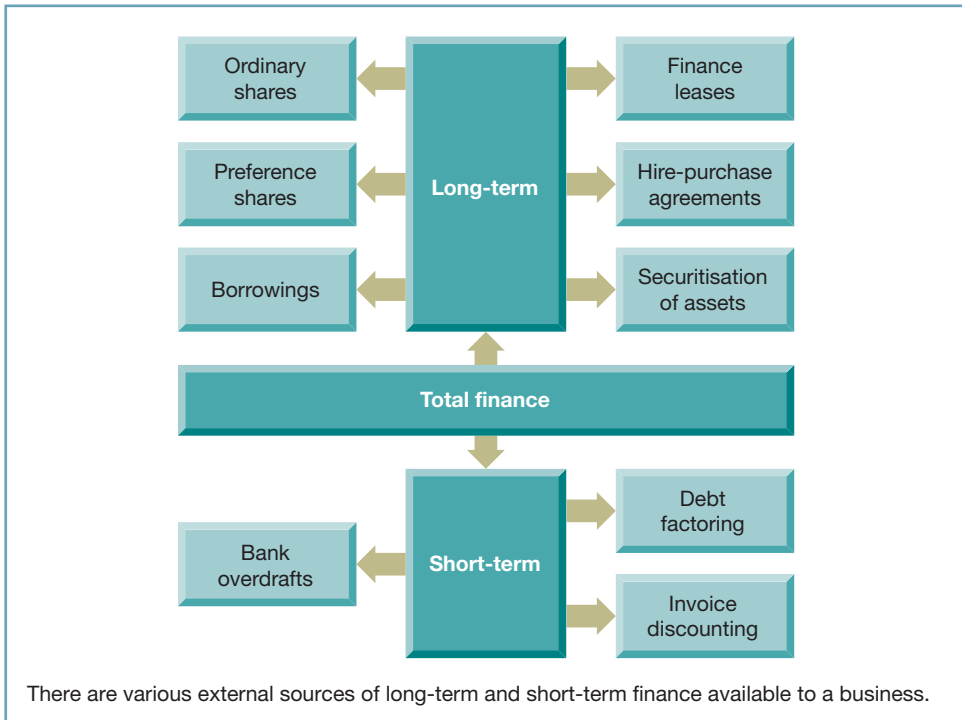 Ordinary
shares
Long-term
Finance
leases
Preference
shares
Hire-purchase
agreements
Borrowings
Securitisation
of assets
Total finance
Bank
overdrafts
Short-term
Debt
factoring
Invoice
discounting
There are various external sources of long-term and short-term finance available to a business.